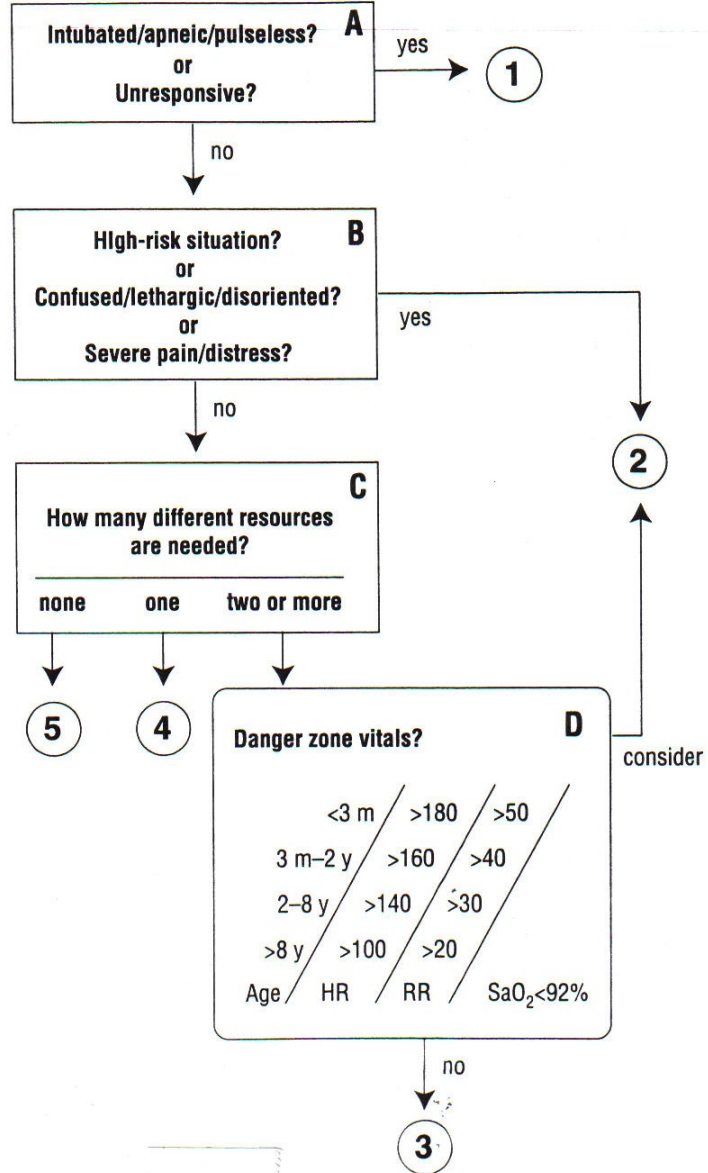 A
Intubated/apneic/pulseless?
or
Unresponsive?
yes
1
no
B
HIgh-risk situation?
or
Confused/lethargic/disoriented?
or
Severe pain/distress?
yes
no
2
C
How many different resources
are needed?
none one two or more
5 4
D
Danger zone vitals?
consider
<3 m >180 >50
3 m–2 y >160 >40
2–8 y >140 >30
>8 y >100 >20
Age HR RR SaO₂<92%
no
3